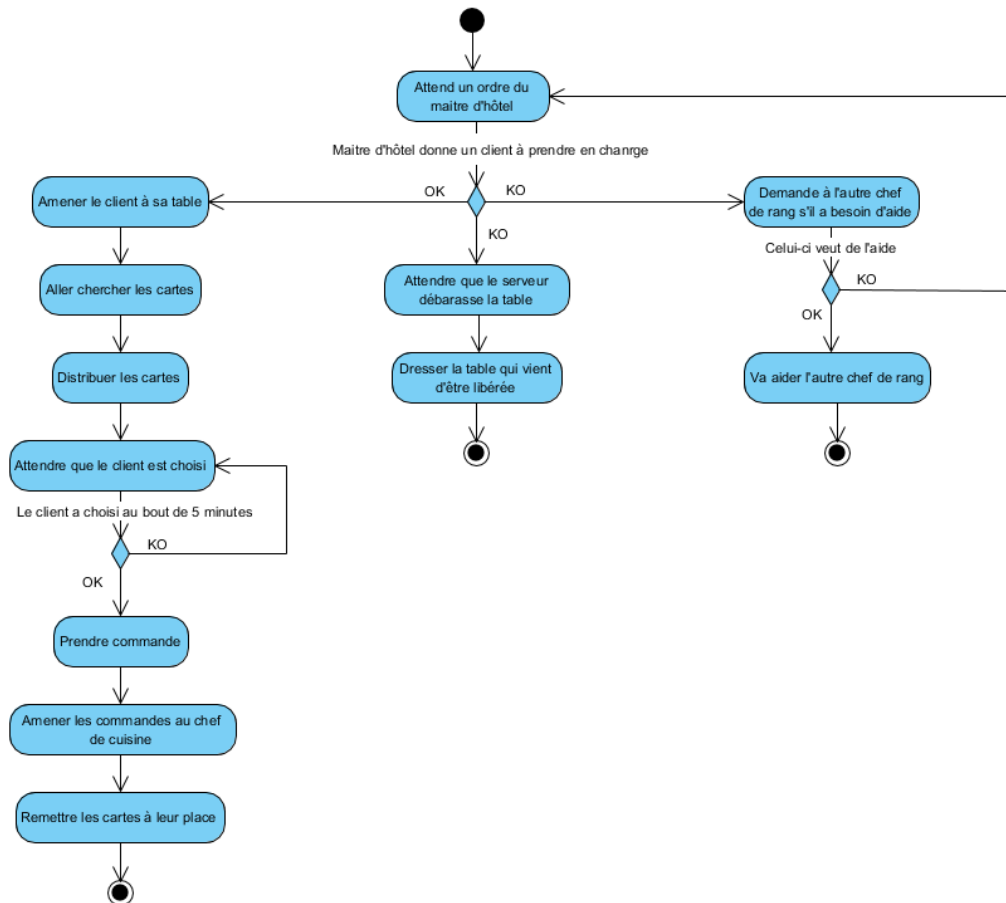 Attend un ordre du
maitre d'hôtel
Maitre d'hôtel donne un client à prendre en chanrge
OK
KO
KO
Amener le client à sa table
Demande à l'autre chef
de rang s'il a besoin d'aide
Celui-ci veut de l'aide
KO
OK
Aller chercher les cartes
Attendre que le serveur
débarasse la table
Distribuer les cartes
Dresser la table qui vient
d'être libérée
Va aider l'autre chef de rang
Attendre que le client est choisi
Le client a choisi au bout de 5 minutes
KO
OK
Prendre commande
Amener les commandes au chef
de cuisine
Remettre les cartes à leur place